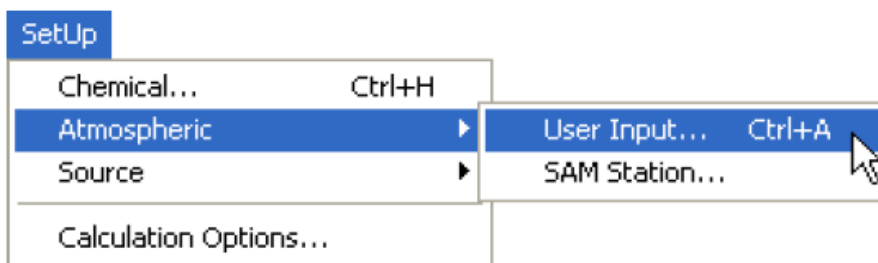 SetUp
Chemical... Ctrl+H
Atmospheric
User Input... Ctrl+A
Source
SAM Station...
Calculation Options...